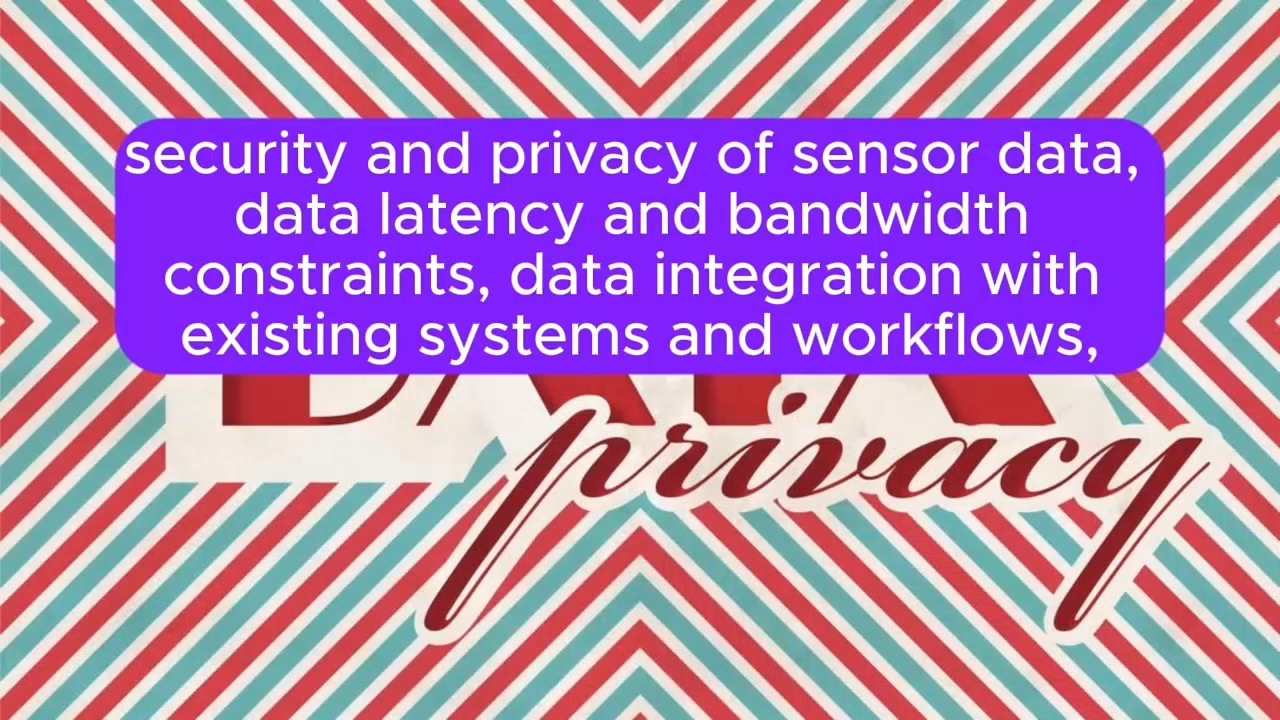 security and privacy of sensor data,
data latency and bandwidth
constraints, data integration with
existing systems and workflows,
privacy